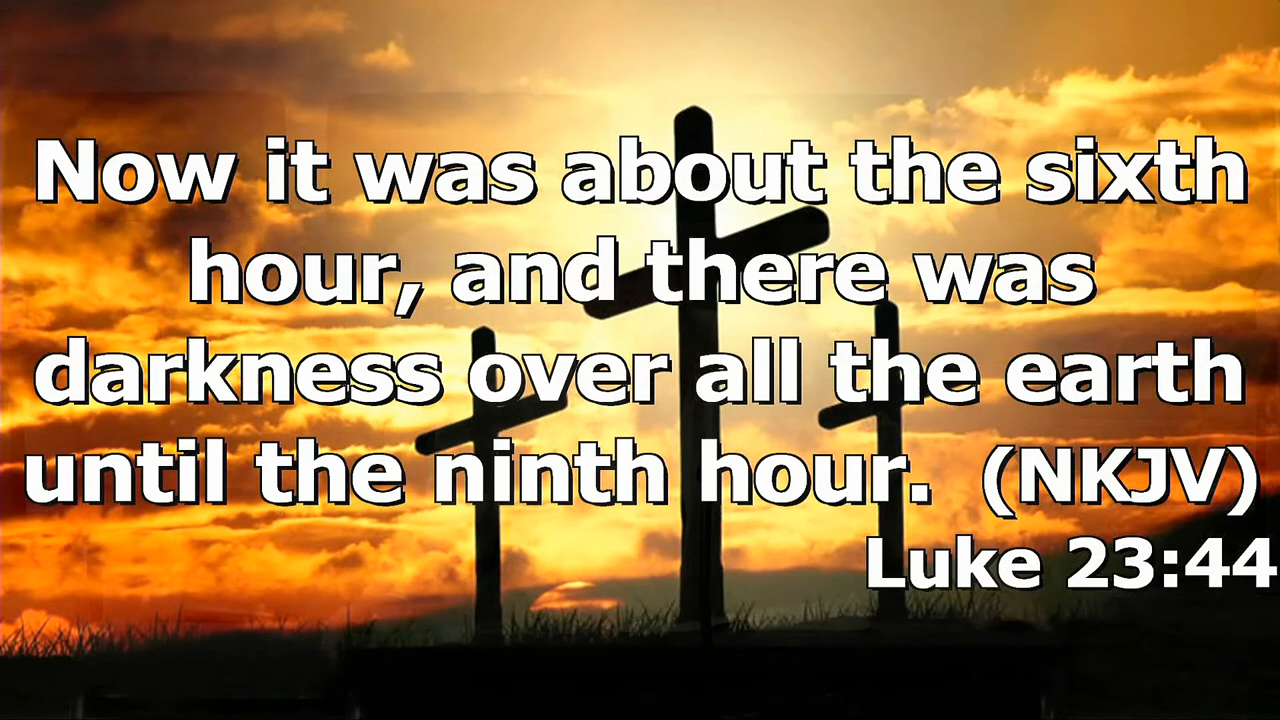 Now it was about the sixth
hour, and there was
darkness over all the earth
until the ninth hour. (NKJV)
Luke 23:44